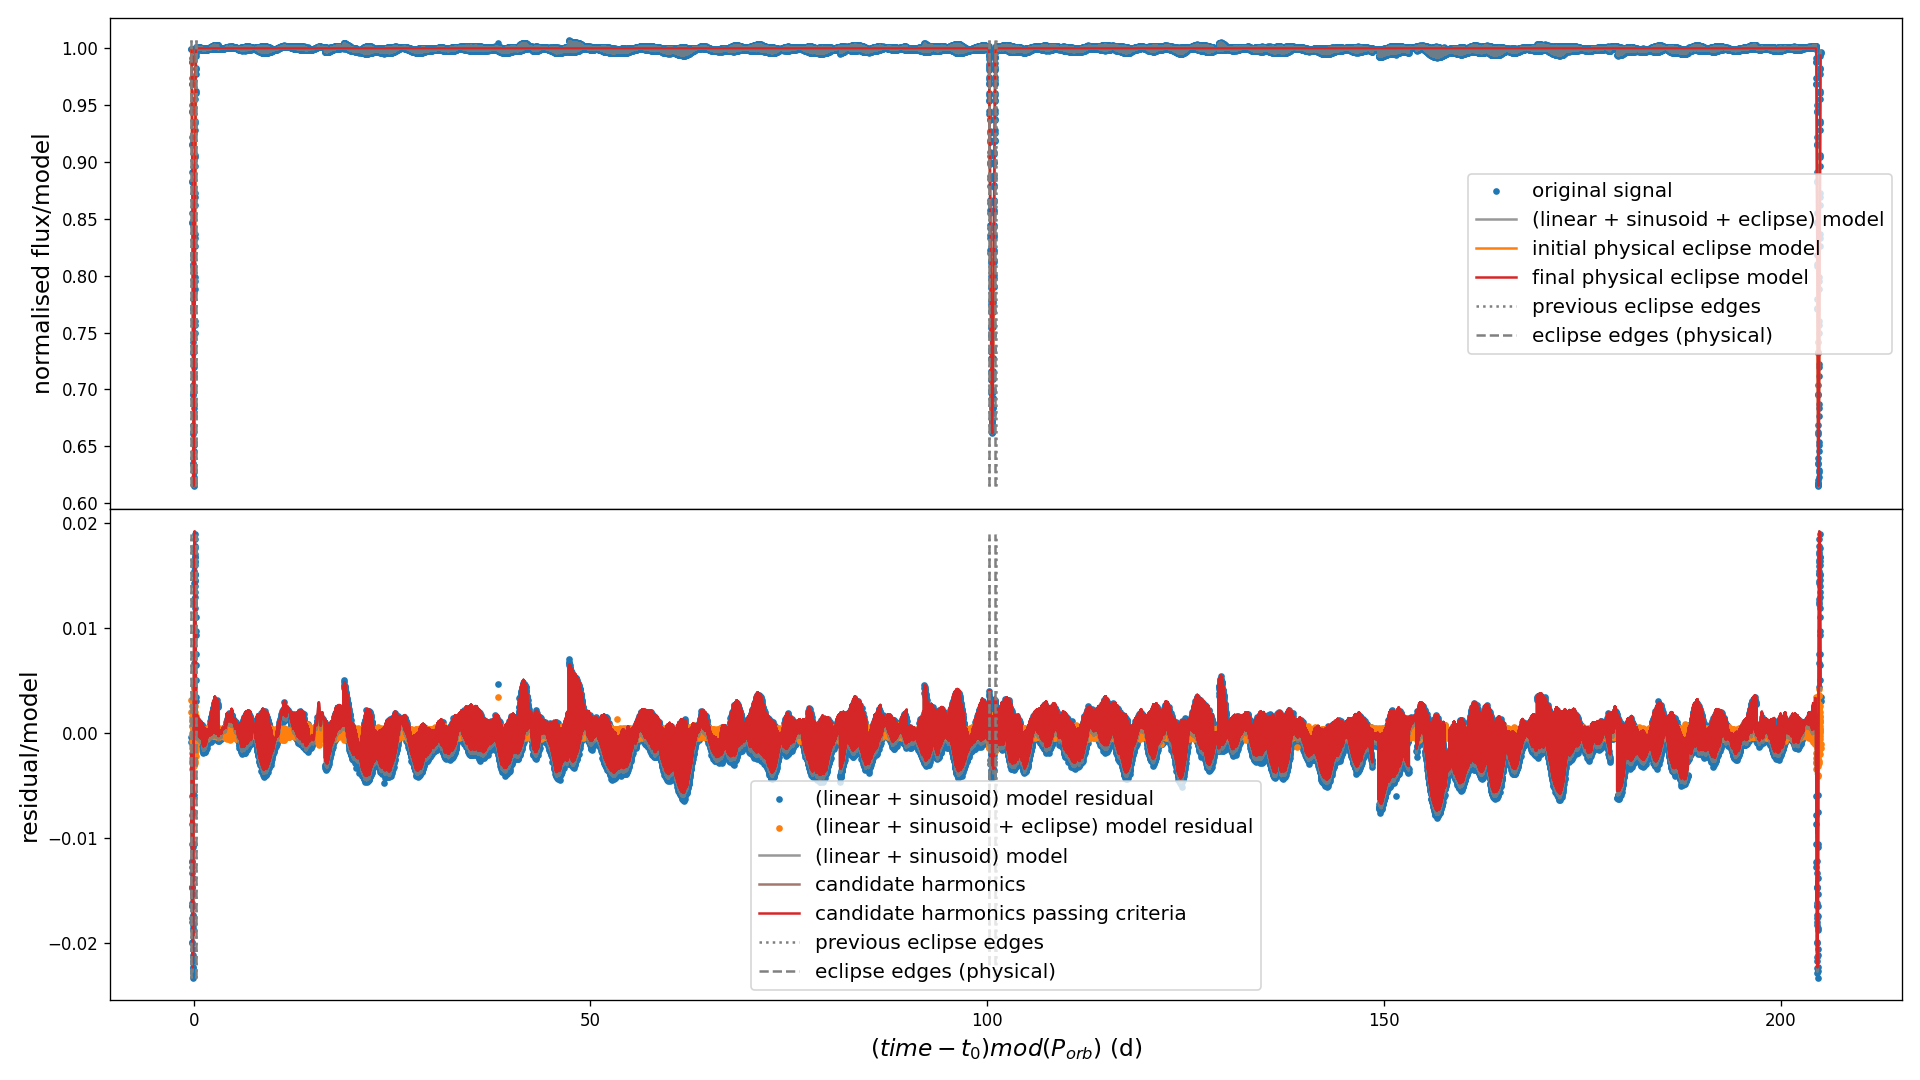 normalised flux/model
1.00
0.95
0.90
0.85
0.80
0.75
0.70
0.65
0.60
original signal
(linear + sinusoid + eclipse) model
initial physical eclipse model
final physical eclipse model
previous eclipse edges
eclipse edges (physical)
residual/model
0.02
0.01
0.00
−0.01
−0.02
(linear + sinusoid) model residual
(linear + sinusoid + eclipse) model residual
(linear + sinusoid) model
candidate harmonics
candidate harmonics passing criteria
previous eclipse edges
eclipse edges (physical)
0 50 100 150 200
(time − t₀)mod(P_orb) (d)